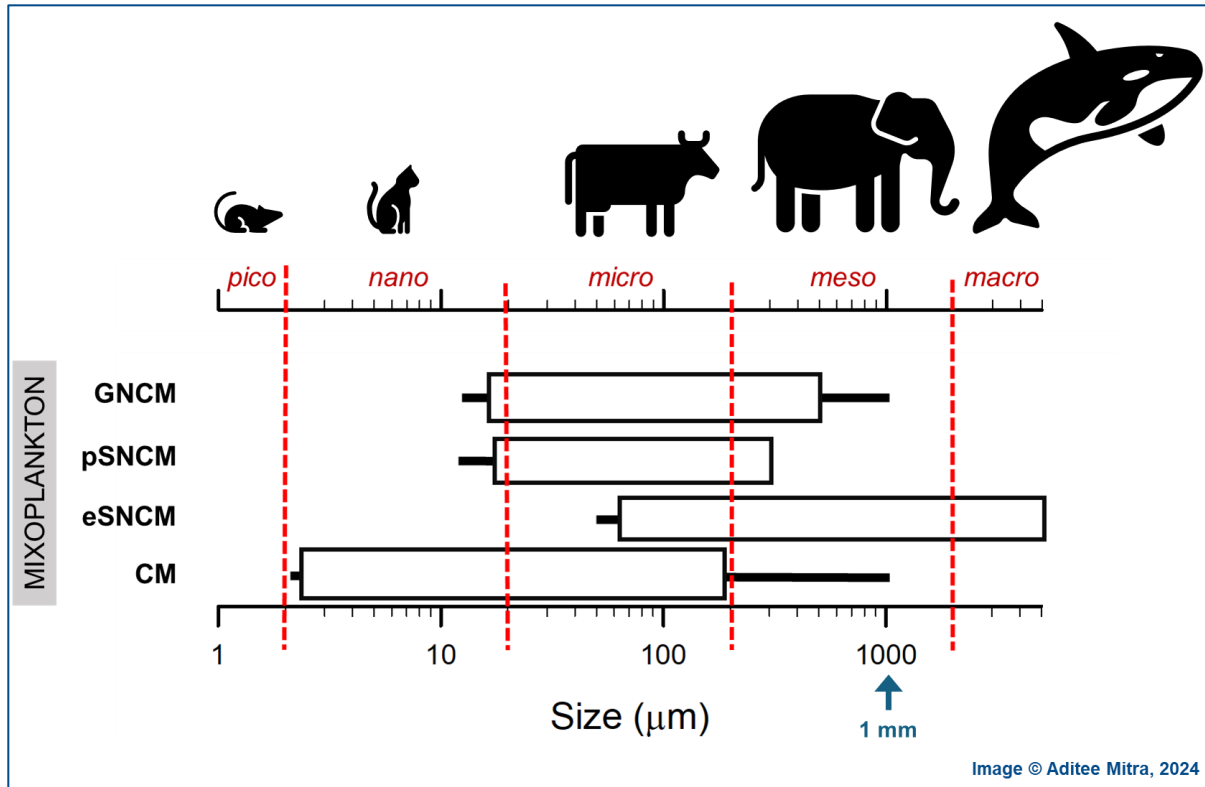 pico nano micro meso macro
MIXOPLANKTON
GNCM
pSNCM
eSNCM
CM
1 10 100 1000
Size (μm)
1 mm
Image © Aditee Mitra, 2024